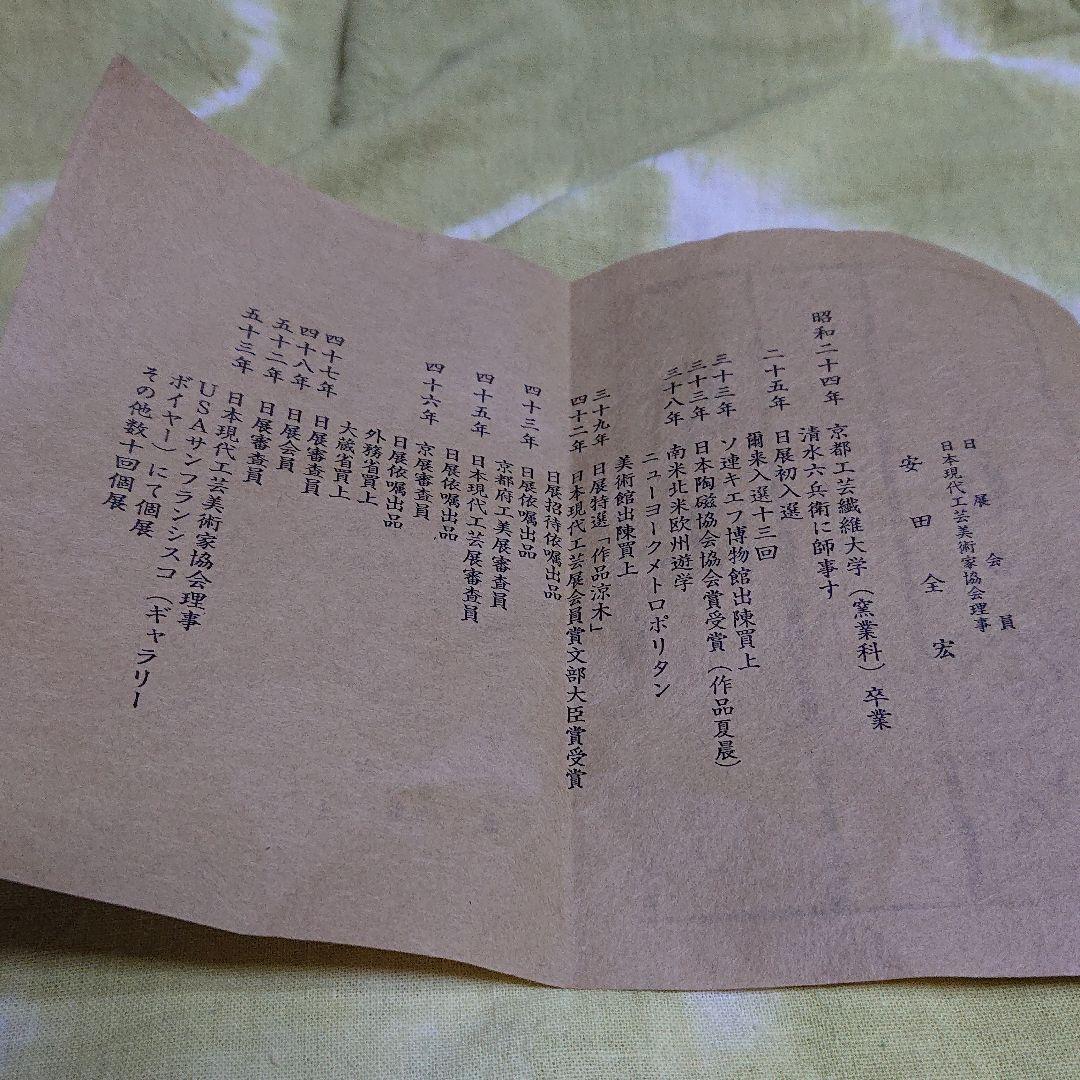 日展会員
日本現代工芸美術家協会理事
安田全宏
昭和二十四年 京都工芸繊維大学（窯業科）卒業
清水六兵衛に師事す
二十五年 日展初入選
爾来入選十三回
三十三年 ソ連キエフ博物館出陳買上
三十三年 日本陶磁協会賞受賞（作品夏晨）
三十八年 南米北米欧州遊学
ニューヨークメトロポリタン
美術館出陳買上
三十九年 日展特選「作品涼木」
四十二年 日本現代工芸展会員賞文部大臣賞受賞
日展招待依嘱出品
四十三年 日展依嘱出品
京都府工美展審査員
四十五年 日本現代工芸展審査員
日展依嘱出品
四十六年 京展審査員
日展依嘱出品
外務省買上
大蔵省買上
四十七年 日展審査員
四十八年 日展会員
五十二年 日展審査員
五十三年 日本現代工芸美術家協会理事
USAサンフランシスコ（ギャラリー
ボイヤー）にて個展
その他数十回個展